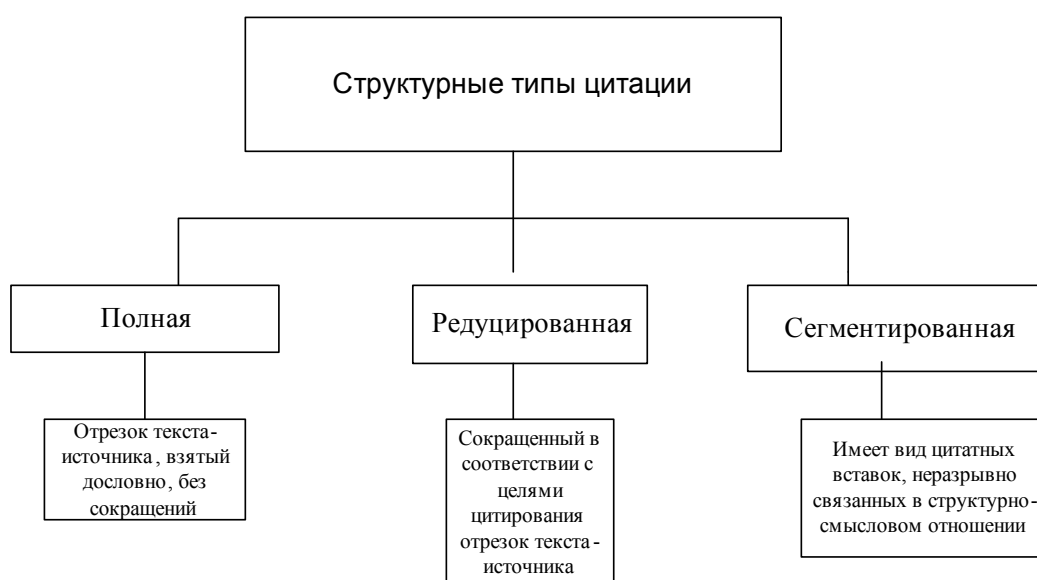 Структурные типы цитации
Полная
Редуцированная
Сегментированная
Отрезок текста-
источника , взятый
дословно, без
сокращений
Сокращенный в
соответствии с
целями
цитирования
отрезок текста-
источника
Имеет вид цитатных
вставок, неразрывно
связанных в структурно-
смысловом отношении